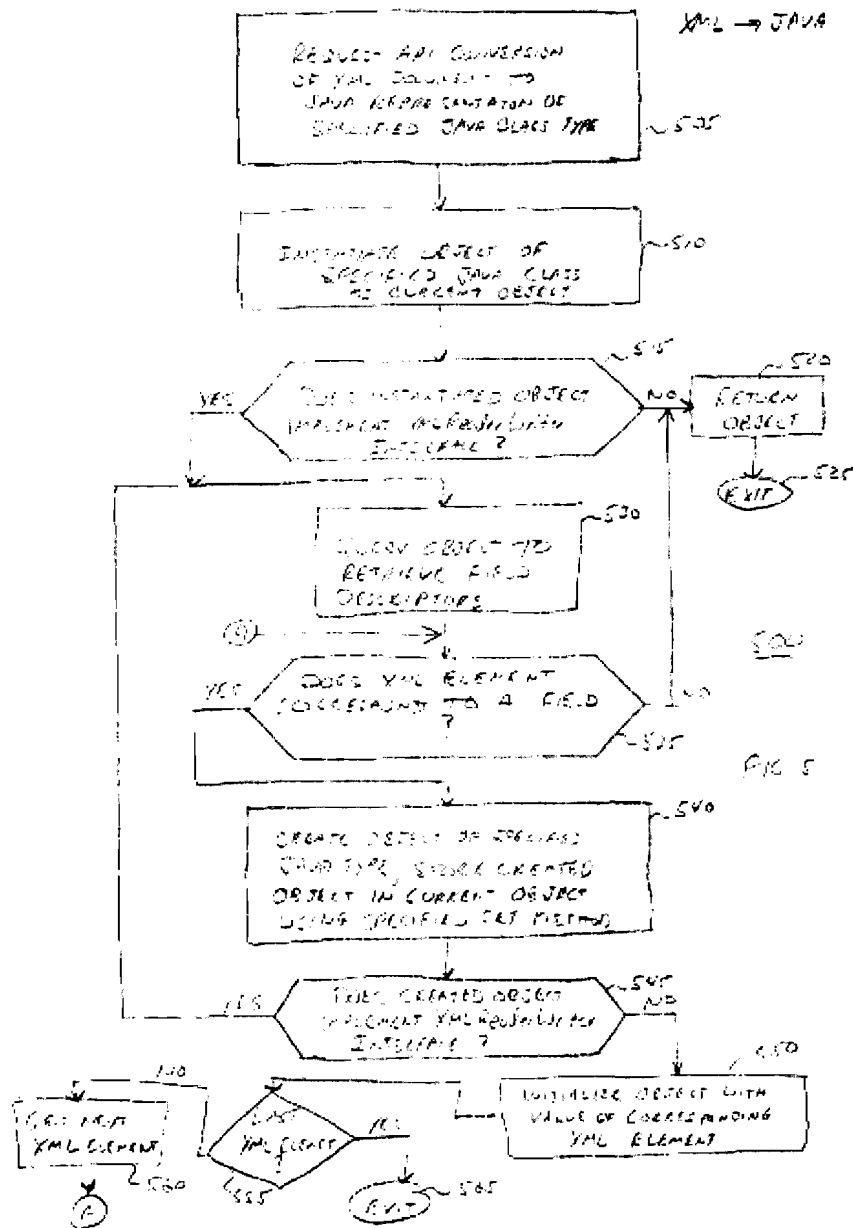 XML → JAVA
REQUEST API CONVERSION
OF XML DOCUMENT TO
JAVA REPRESENTATION OF
SPECIFIED JAVA CLASS TYPE
505
INSTANTIATE OBJECT OF
SPECIFIED JAVA CLASS
AS CURRENT OBJECT
510
515
DOES INSTANTIATED OBJECT
IMPLEMENT
INTERFACE ?
YES
NO
520
RETURN
OBJECT
EXIT
525
530
QUERY OBJECT TO
RETRIEVE FIELD
DESCRIPTORS
500
DOES XML ELEMENT
CORRESPOND TO A FIELD
?
YES
NO
535
FIG 5
540
CREATE OBJECT OF SPECIFIED
JAVA TYPE, STORE CREATED
OBJECT IN CURRENT OBJECT
USING SPECIFIED SET METHOD
545
DOES CREATED OBJECT
IMPLEMENT
INTERFACE ?
YES
NO
550
INITIALIZE OBJECT WITH
VALUE OF CORRESPONDING
XML ELEMENT
NO
GET NEXT
XML ELEMENT
560
LAST
XML
?
YES
555
EXIT
565